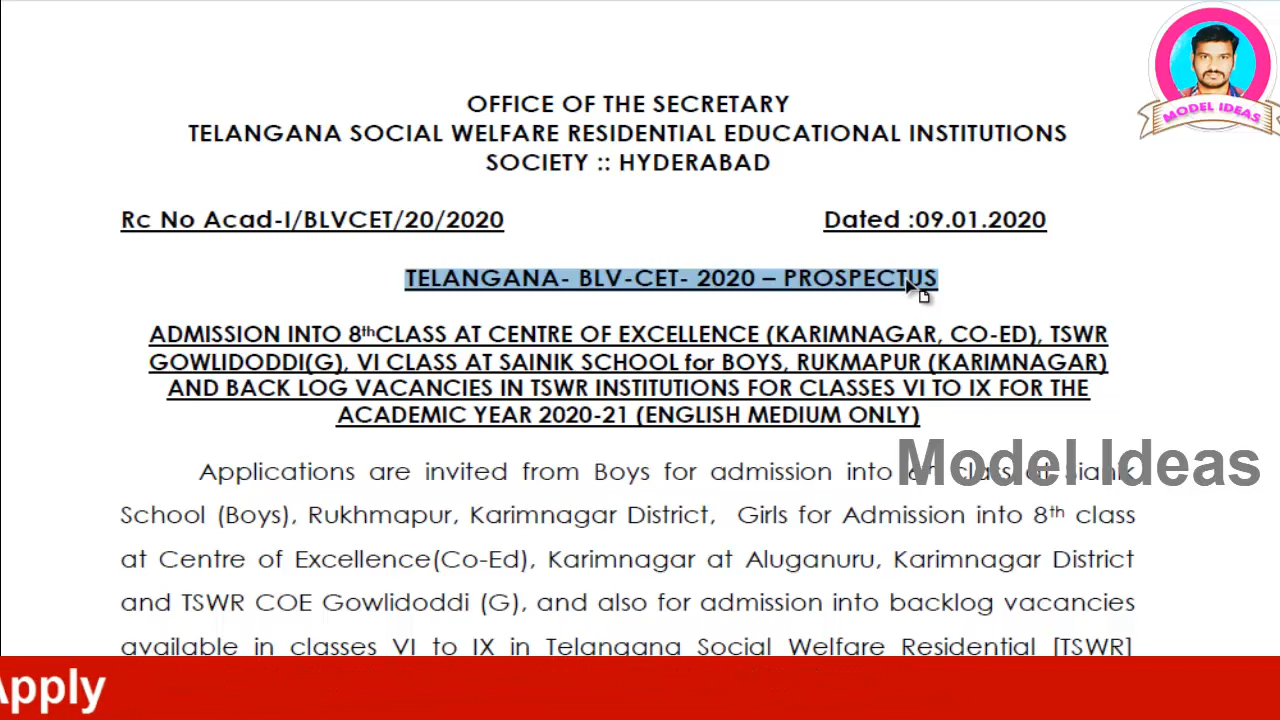 MODEL IDEAS
OFFICE OF THE SECRETARY
TELANGANA SOCIAL WELFARE RESIDENTIAL EDUCATIONAL INSTITUTIONS
SOCIETY :: HYDERABAD
Rc No Acad-I/BLVCET/20/2020 Dated :09.01.2020
TELANGANA- BLV-CET- 2020 – PROSPECTUS
ADMISSION INTO 8thCLASS AT CENTRE OF EXCELLENCE (KARIMNAGAR, CO-ED), TSWR
GOWLIDODDI(G), VI CLASS AT SAINIK SCHOOL for BOYS, RUKMAPUR (KARIMNAGAR)
AND BACK LOG VACANCIES IN TSWR INSTITUTIONS FOR CLASSES VI TO IX FOR THE
ACADEMIC YEAR 2020-21 (ENGLISH MEDIUM ONLY)
Model Ideas
Applications are invited from Boys for admission into 6th class at Sianik
School (Boys), Rukhmapur, Karimnagar District, Girls for Admission into 8th class
at Centre of Excellence(Co-Ed), Karimnagar at Aluganuru, Karimnagar District
and TSWR COE Gowlidoddi (G), and also for admission into backlog vacancies
available in classes VI to IX in Telangana Social Welfare Residential [TSWR]
Apply